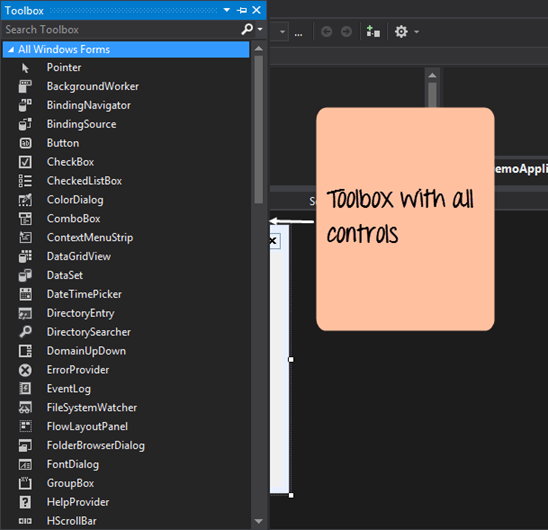 Toolbox
Search Toolbox
All Windows Forms
Pointer
BackgroundWorker
BindingNavigator
BindingSource
Button
CheckBox
CheckedListBox
ColorDialog
ComboBox
ContextMenuStrip
DataGridView
DataSet
DateTimePicker
DirectoryEntry
DirectorySearcher
DomainUpDown
ErrorProvider
EventLog
FileSystemWatcher
FlowLayoutPanel
FolderBrowserDialog
FontDialog
GroupBox
HelpProvider
HScrollBar
Toolbox with all
controls
emoAppli